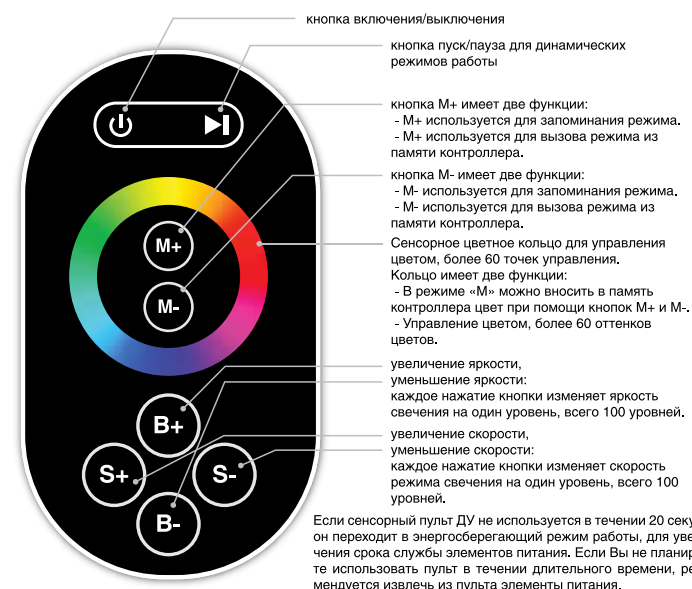 кнопка включения/выключения
кнопка пуск/пауза для динамических
режимов работы
кнопка М+ имеет две функции:
- М+ используется для запоминания режима.
- М+ используется для вызова режима из
памяти контроллера.
кнопка М- имеет две функции:
- М- используется для запоминания режима.
- М- используется для вызова режима из
памяти контроллера.
Сенсорное цветное кольцо для управления
цветом, более 60 точек управления.
Кольцо имеет две функции:
- В режиме «М» можно вносить в память
контроллера цвет при помощи кнопок М+ и М-.
- Управление цветом, более 60 оттенков
цветов.
увеличение яркости,
уменьшение яркости:
каждое нажатие кнопки изменяет яркость
свечения на один уровень, всего 100 уровней.
увеличение скорости,
уменьшение скорости:
каждое нажатие кнопки изменяет скорость
режима свечения на один уровень, всего 100
уровней.
M+
M-
B+
S+
S-
B-
Если сенсорный пульт ДУ не используется в течении 20 секу
он переходит в энергосберегающий режим работы, для уве
чения срока службы элементов питания. Если Вы не планир
те использовать пульт в течении длительного времени, ре
мендуется извлечь из пульта элементы питания.